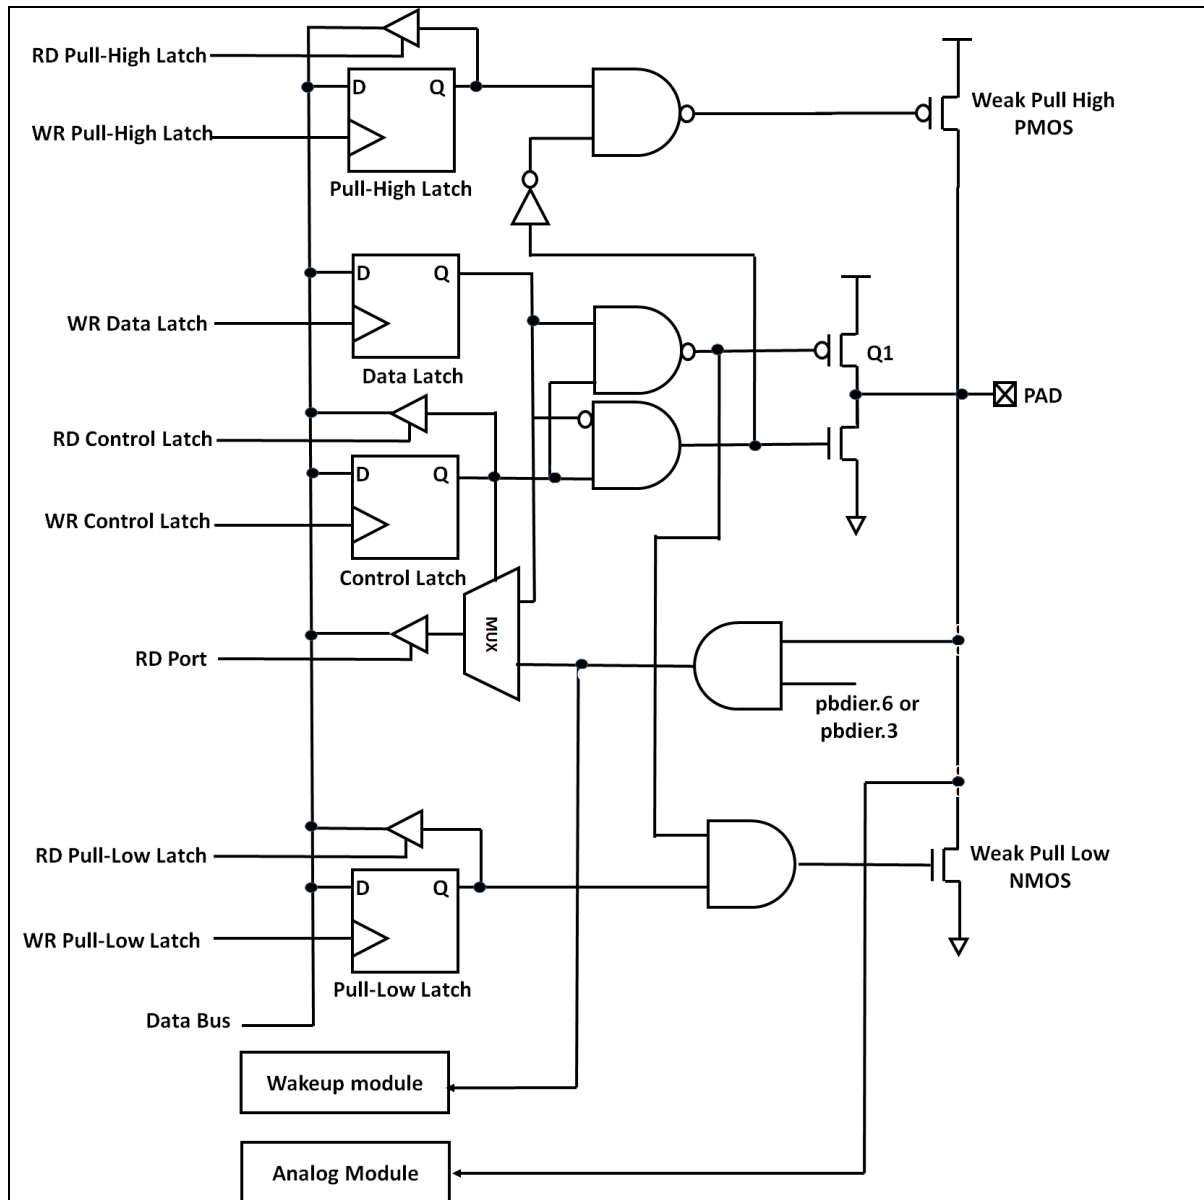 RD Pull-High Latch
D
Q
WR Pull-High Latch
Pull-High Latch
Weak Pull High
PMOS
D
Q
WR Data Latch
Data Latch
Q1
PAD
RD Control Latch
D
Q
WR Control Latch
Control Latch
MUX
RD Port
pbdier.6 or
pbdier.3
RD Pull-Low Latch
D
Q
WR Pull-Low Latch
Pull-Low Latch
Weak Pull Low
NMOS
Data Bus
Wakeup module
Analog Module